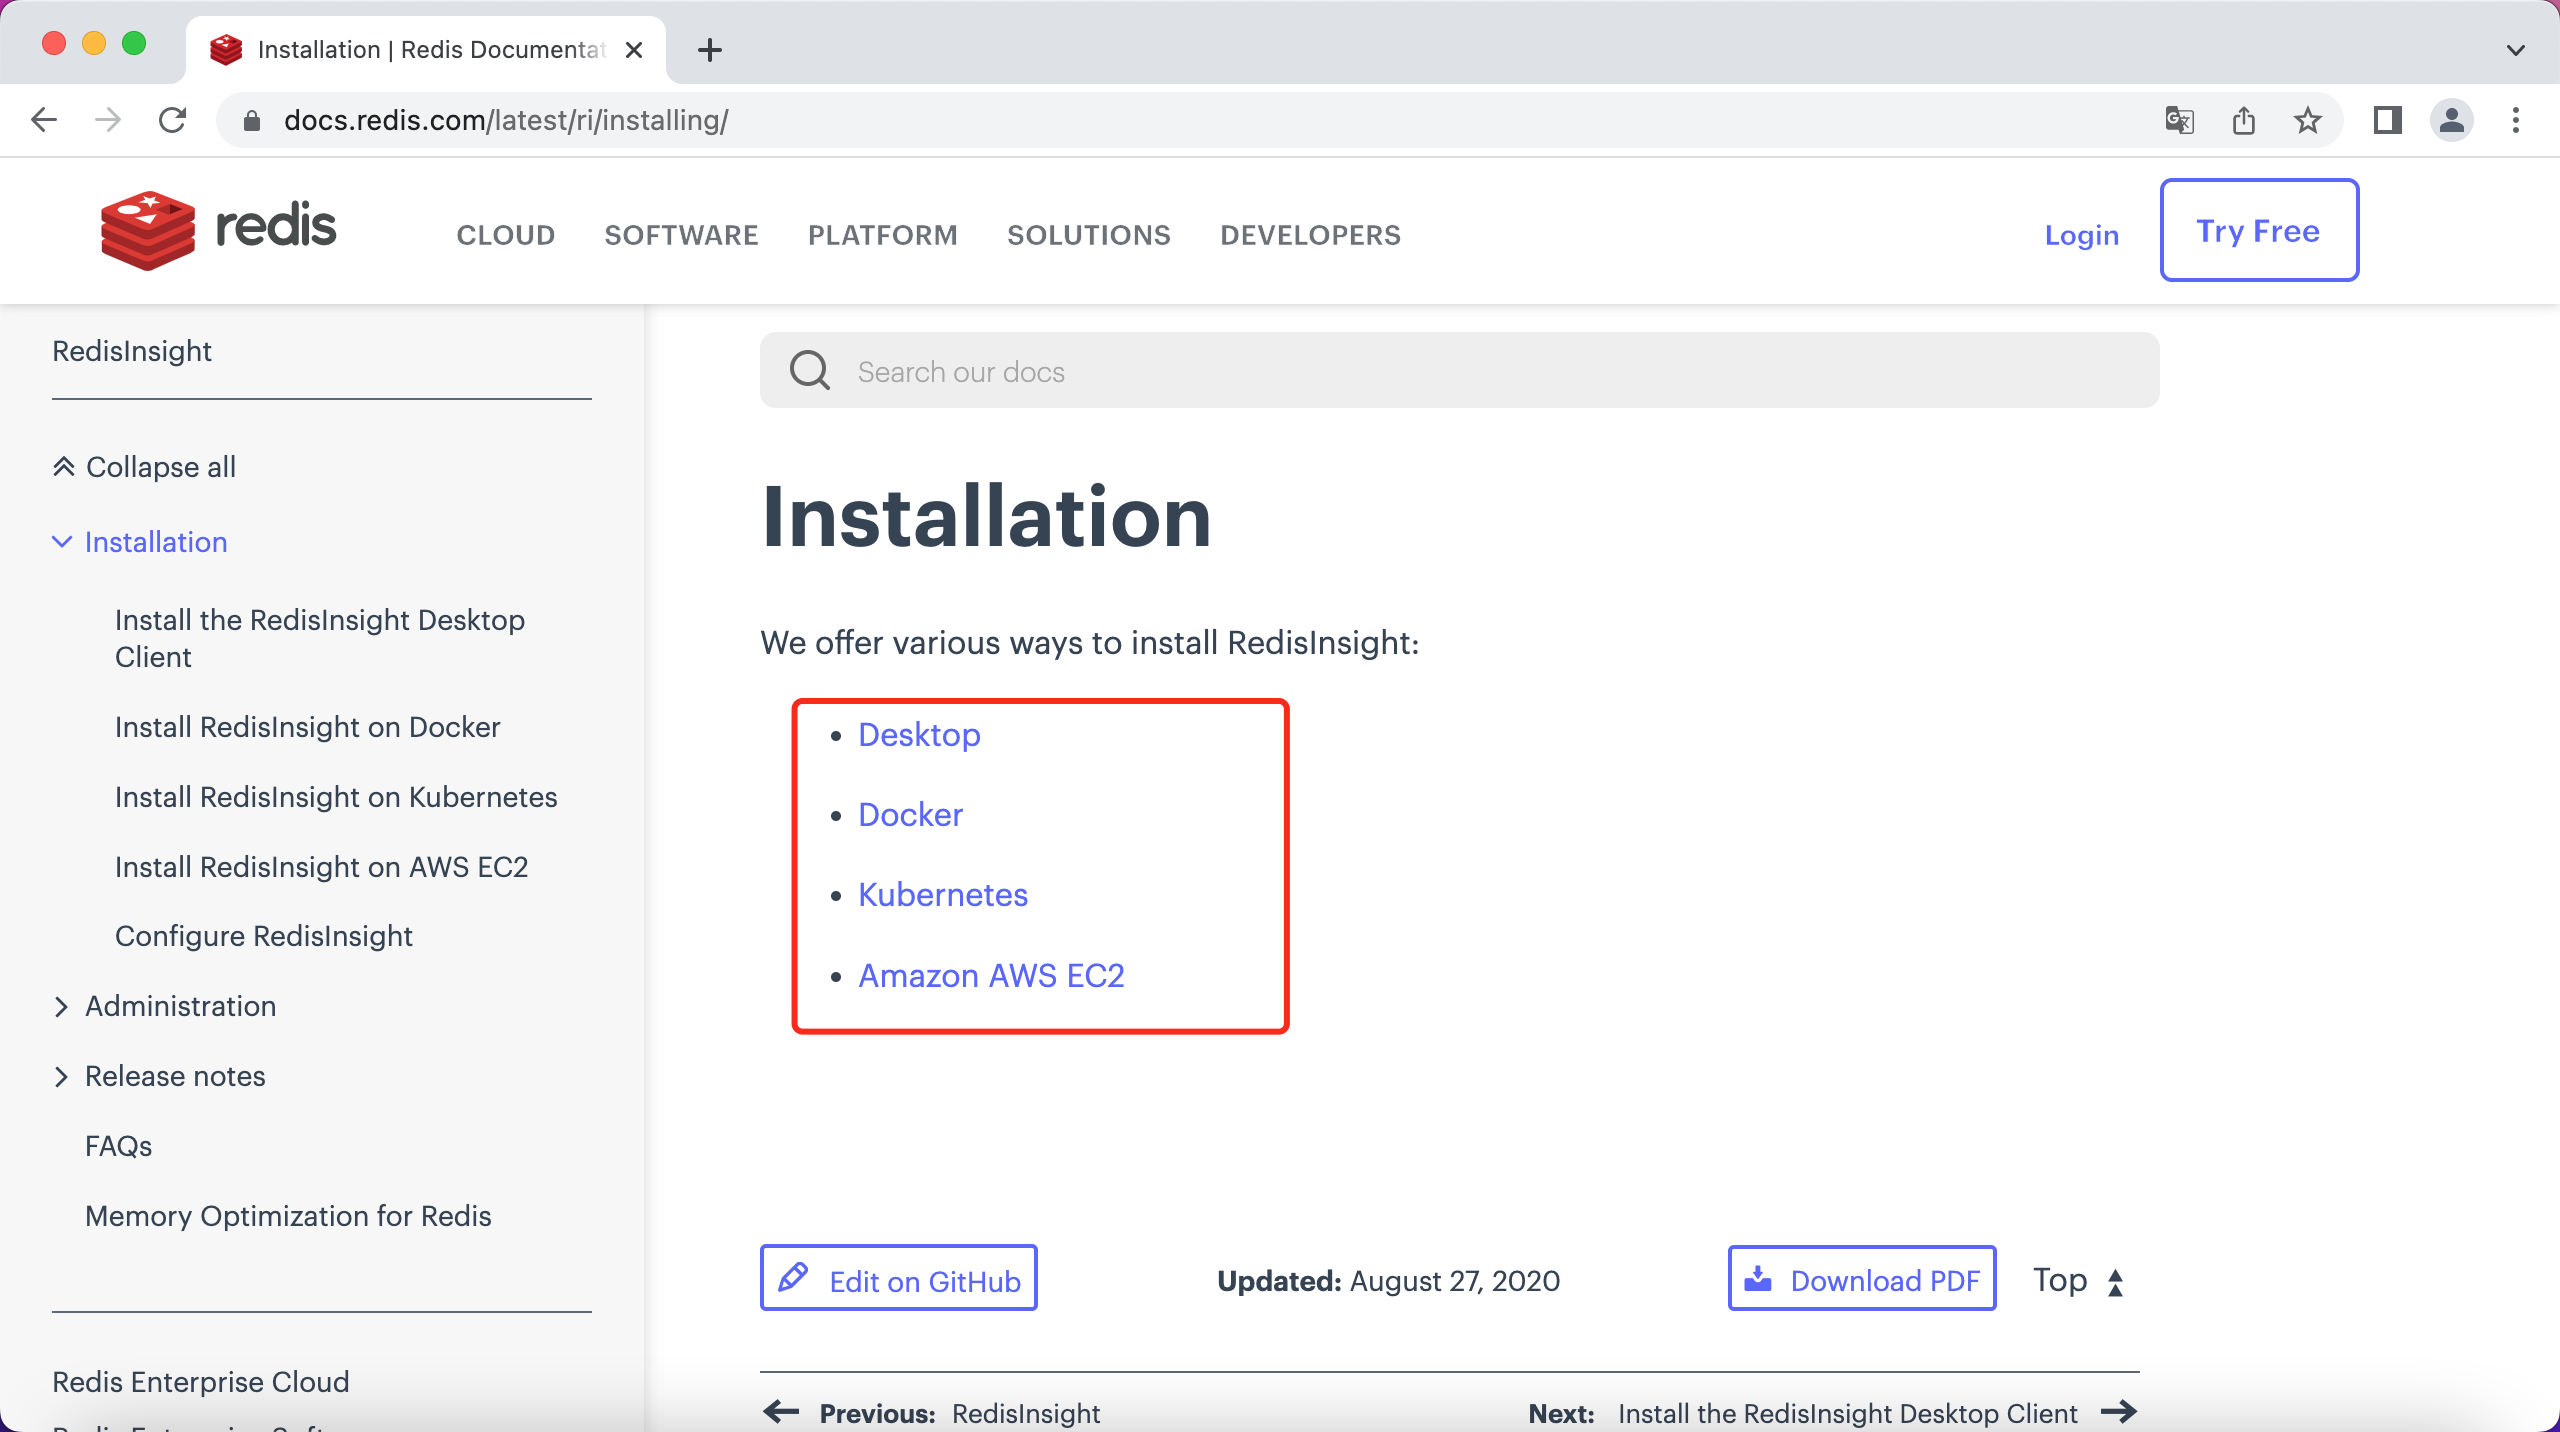 Installation | Redis Documentat
docs.redis.com/latest/ri/installing/
redis
CLOUD SOFTWARE PLATFORM SOLUTIONS DEVELOPERS
Login
Try Free
RedisInsight
Collapse all
Installation
Install the RedisInsight Desktop
Client
Install RedisInsight on Docker
Install RedisInsight on Kubernetes
Install RedisInsight on AWS EC2
Configure RedisInsight
Administration
Release notes
FAQs
Memory Optimization for Redis
Redis Enterprise Cloud
Search our docs
Installation
We offer various ways to install RedisInsight:
• Desktop
• Docker
• Kubernetes
• Amazon AWS EC2
Edit on GitHub
Updated: August 27, 2020
Download PDF
Top
Previous: RedisInsight
Next: Install the RedisInsight Desktop Client